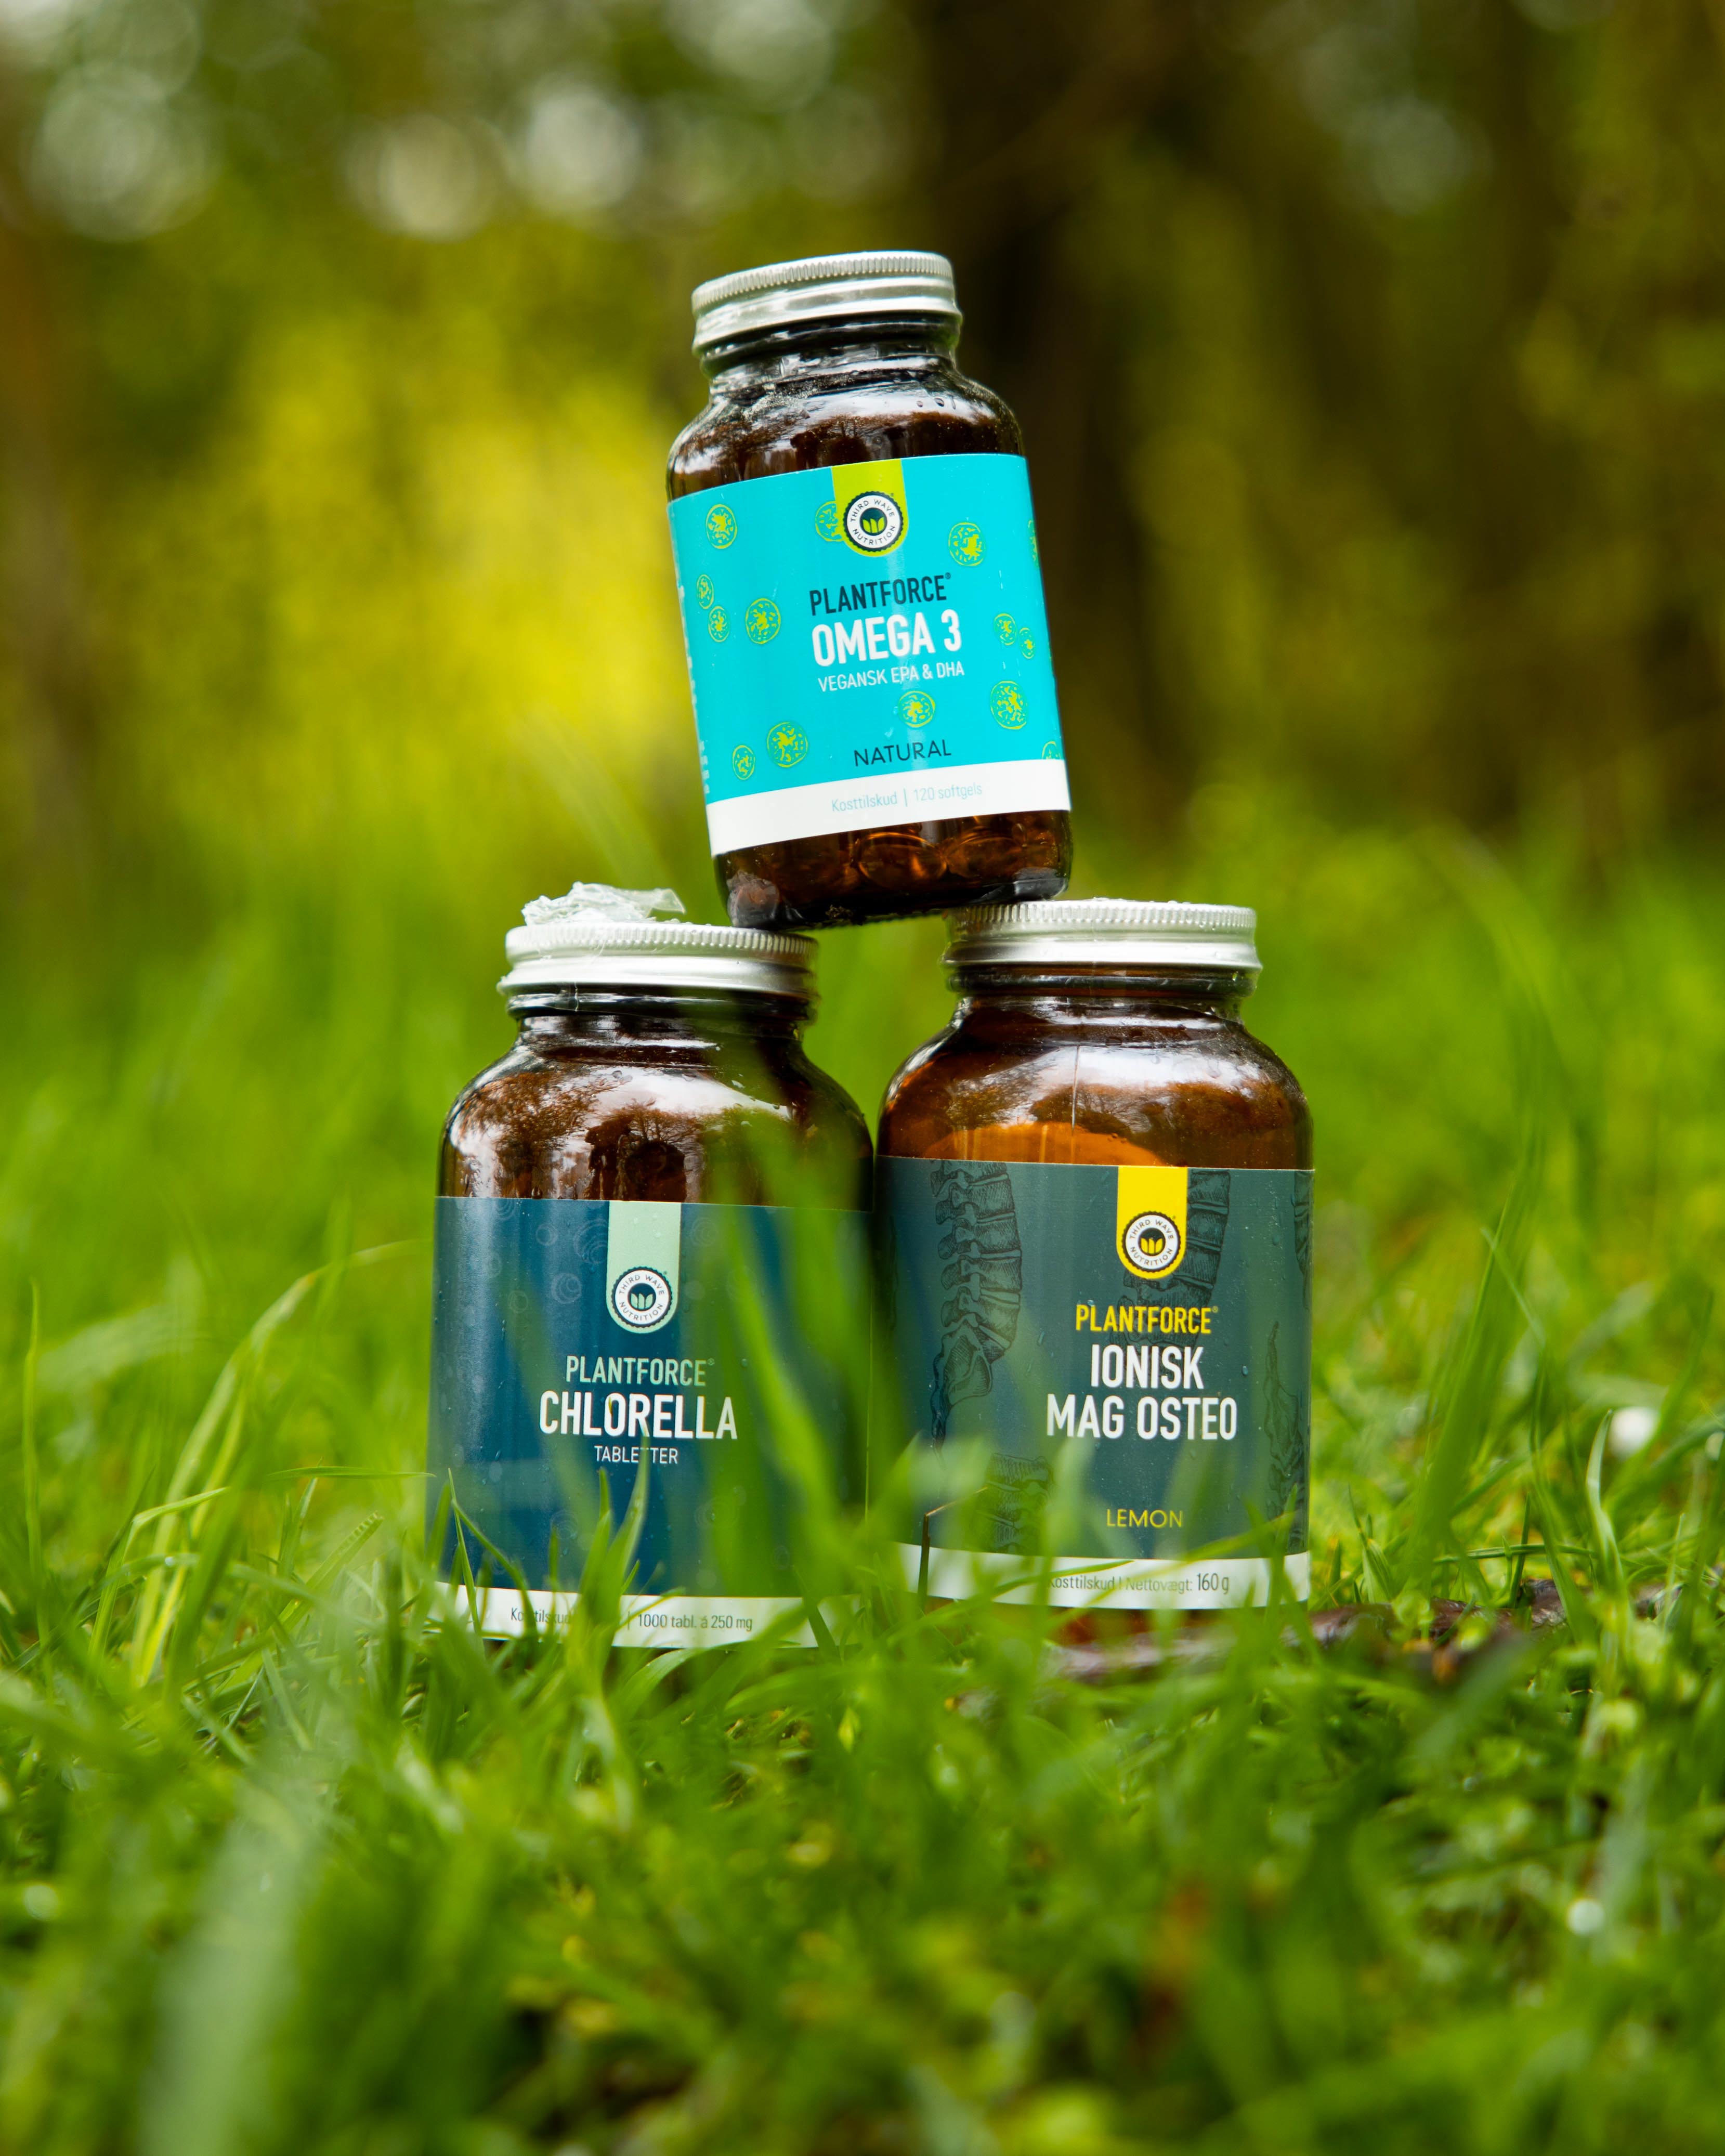 THIRD WAVE
NUTRITION
PLANTFORCE®
OMEGA 3
VEGANSK EPA & DHA
NATURAL
Kosttilskud | 120 softgels
THIRD WAVE
NUTRITION
PLANTFORCE®
CHLORELLA
TABLETTER
Kosttilskud | 1000 tabl. á 250 mg
THIRD WAVE
NUTRITION
PLANTFORCE®
IONISK
MAG OSTEO
LEMON
Kosttilskud | Nettovægt: 160 g